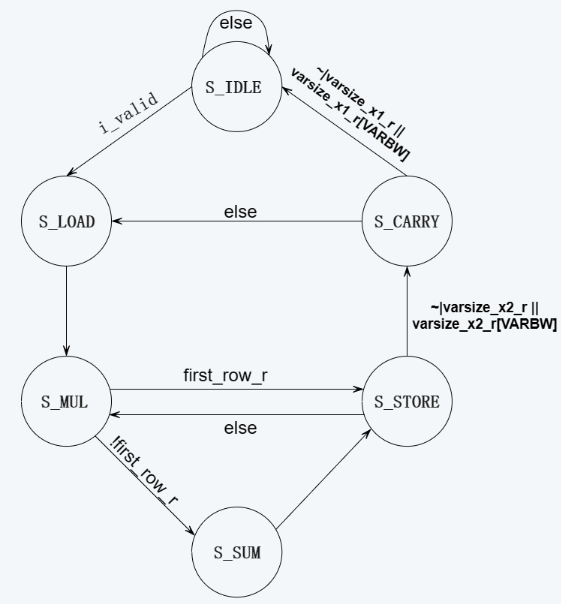 else
S_IDLE
i_valid
~|varsize_x1_r ||
varsize_x1_r[VARBW]
S_LOAD
else
S_CARRY
~|varsize_x2_r ||
varsize_x2_r[VARBW]
first_row_r
S_MUL
S_STORE
else
!first_row_r
S_SUM